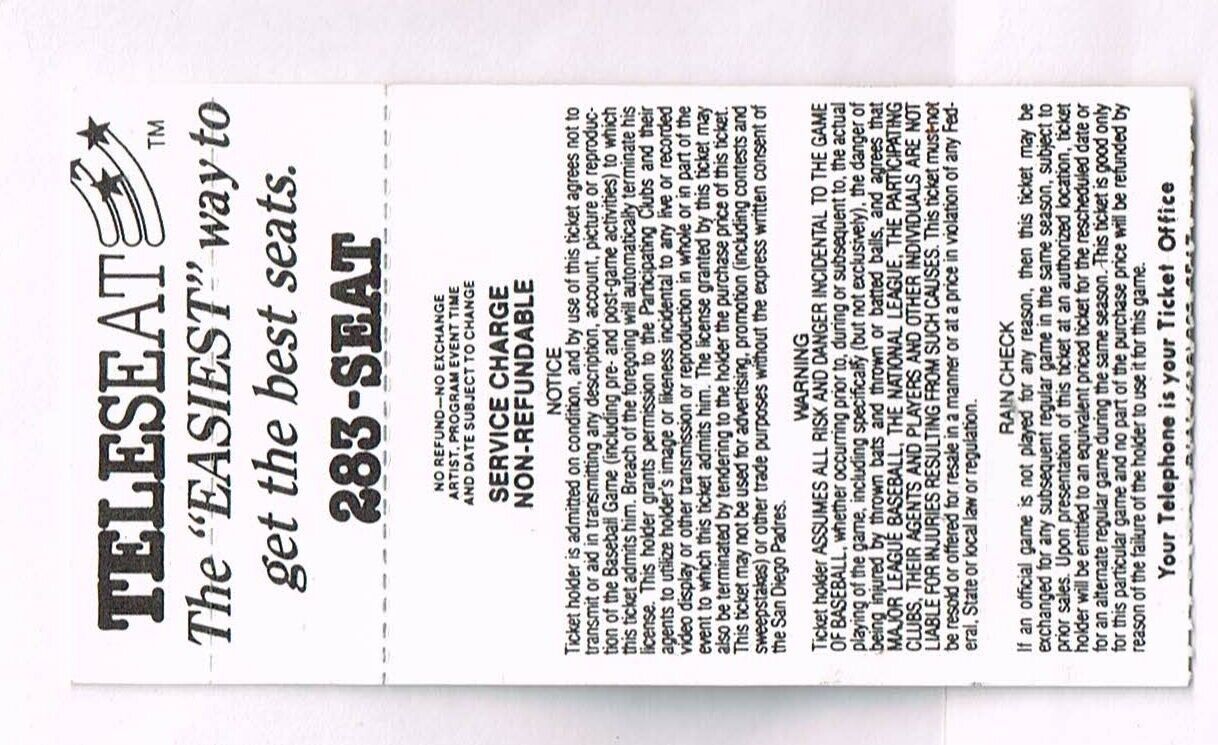 TELESEAT TM
The "EASIEST" way to
get the best seats.
283-SEAT
NO REFUND—NO EXCHANGE
ARTIST, PROGRAM EVENT TIME
AND DATE SUBJECT TO CHANGE
SERVICE CHARGE
NON-REFUNDABLE
NOTICE
Ticket holder is admitted on condition, and by use of this ticket agrees not to
transmit or aid in transmitting any description, account, picture or reproduc-
tion of the Baseball Game (including pre- and post-game activities) to which
this ticket admits him. Breach of the foregoing will automatically terminate his
license. This holder grants permission to the Participating Clubs and their
agents to utilize holder's image or likeness incidental to any live or recorded
video display or other transmission or reproduction in whole or in part of the
event to which this ticket admits him. The license granted by this ticket may
also be terminated by tendering to the holder the purchase price of this ticket.
This ticket may not be used for advertising, promotion (including contests and
sweepstakas) or other trade purposes without the express written consent of
the San Diego Padres.
WARNING
Ticket holder ASSUMES ALL RISK AND DANGER INCIDENTAL TO THE GAME
OF BASEBALL, whether occurring prior to, during or subsequent to, the actual
playing of the game, including specifically (but not exclusively), the danger of
being injured by thrown bats and thrown or batted balls, and agrees that
MAJOR LEAGUE BASEBALL, THE NATIONAL LEAGUE, THE PARTICIPATING
CLUBS, THEIR AGENTS AND PLAYERS AND OTHER INDIVIDUALS ARE NOT
LIABLE FOR INJURIES RESULTING FROM SUCH CAUSES. This ticket must not
be resold or offered for resale in a manner or at a price in violation of any Fed-
eral, State or local law or regulation.
RAIN CHECK
If an official game is not played for any reason, then this ticket may be
exchanged for any subsequent regular game in the same season, subject to
prior sales. Upon presentation of this ticket at an authorized location, ticket
holder will be entitled to an equivalent priced ticket for the rescheduled date or
for an alternate regular game during the same season. This ticket is good only
for this particular game and no part of the purchase price will be refunded by
reason of the failure of the holder to use it for this game.
Your Telephone is your Ticket Office